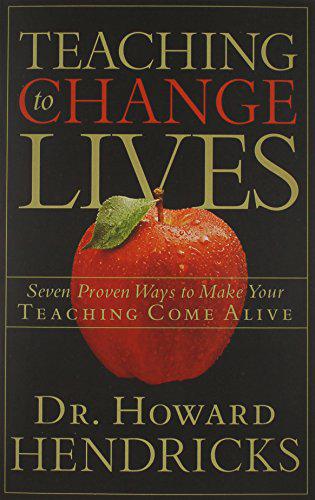 TEACHING
to CHANGE
LIVES
Seven Proven Ways to Make Your
TEACHING COME ALIVE
DR. HOWARD
HENDRICKS